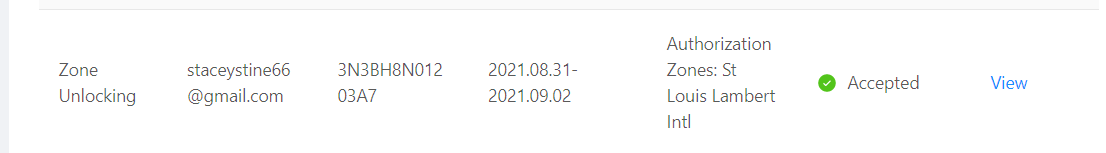 Zone
Unlocking
staceystine66
@gmail.com
3N3BH8N012
03A7
2021.08.31-
2021.09.02
Authorization
Zones: St
Louis Lambert
Intl
Accepted
View